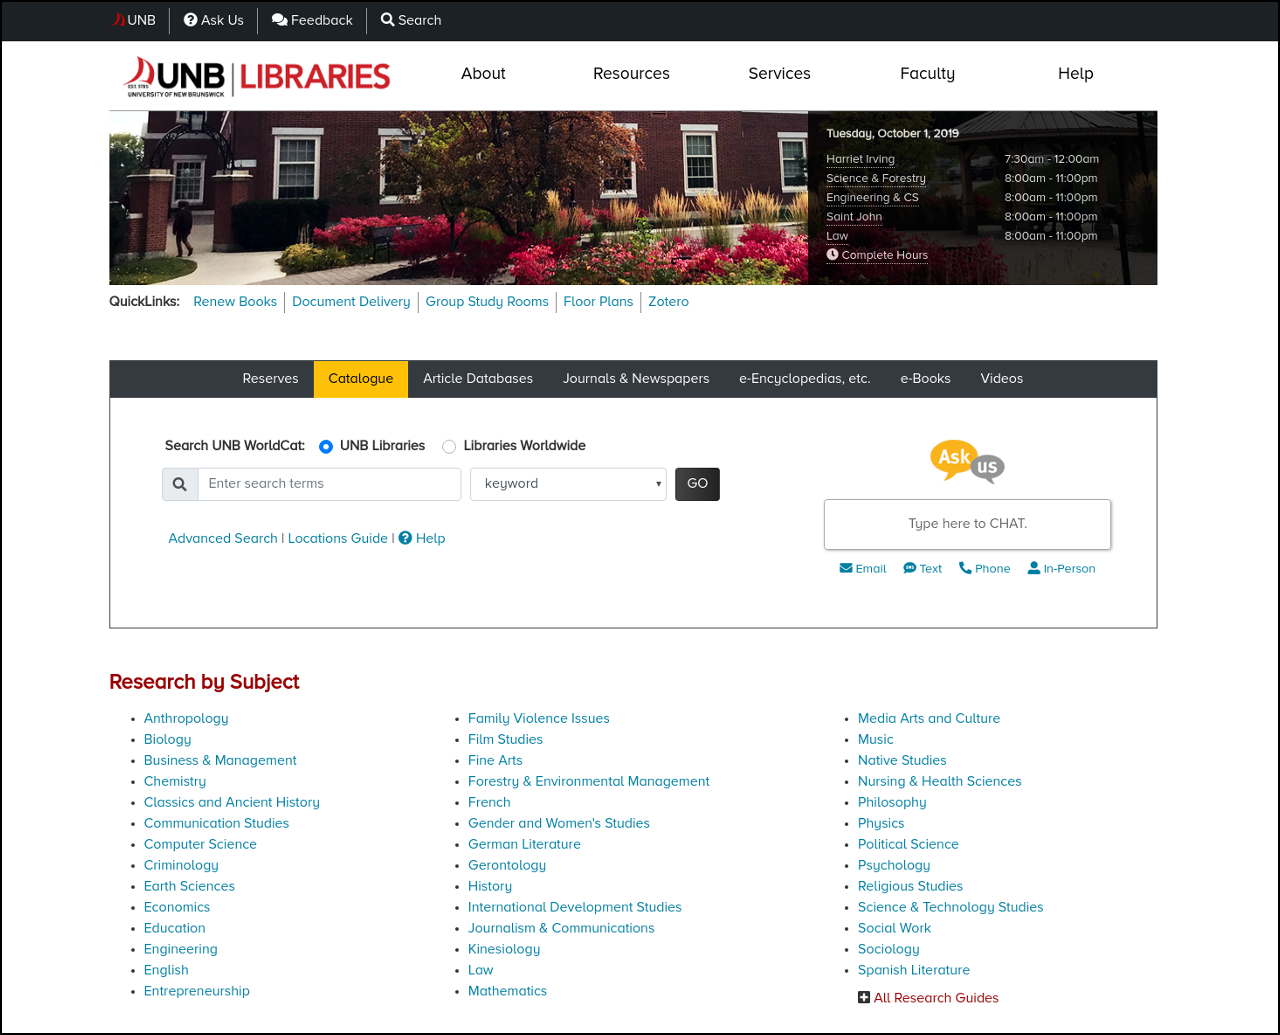 UNB
Ask Us
Feedback
Search
EST. 1785
UNB
UNIVERSITY OF NEW BRUNSWICK
LIBRARIES
About
Resources
Services
Faculty
Help
Tuesday, October 1, 2019
Harriet Irving 7:30am - 12:00am
Science & Forestry 8:00am - 11:00pm
Engineering & CS 8:00am - 11:00pm
Saint John 8:00am - 11:00pm
Law 8:00am - 11:00pm
Complete Hours
QuickLinks: Renew Books Document Delivery Group Study Rooms Floor Plans Zotero
Reserves Catalogue Article Databases Journals & Newspapers e-Encyclopedias, etc. e-Books Videos
Search UNB WorldCat: UNB Libraries Libraries Worldwide
Enter search terms
keyword
GO
Advanced Search | Locations Guide | Help
Ask us
Type here to CHAT.
Email SMS Text Phone In-Person
Research by Subject
Anthropology
Biology
Business & Management
Chemistry
Classics and Ancient History
Communication Studies
Computer Science
Criminology
Earth Sciences
Economics
Education
Engineering
English
Entrepreneurship
Family Violence Issues
Film Studies
Fine Arts
Forestry & Environmental Management
French
Gender and Women's Studies
German Literature
Gerontology
History
International Development Studies
Journalism & Communications
Kinesiology
Law
Mathematics
Media Arts and Culture
Music
Native Studies
Nursing & Health Sciences
Philosophy
Physics
Political Science
Psychology
Religious Studies
Science & Technology Studies
Social Work
Sociology
Spanish Literature
All Research Guides